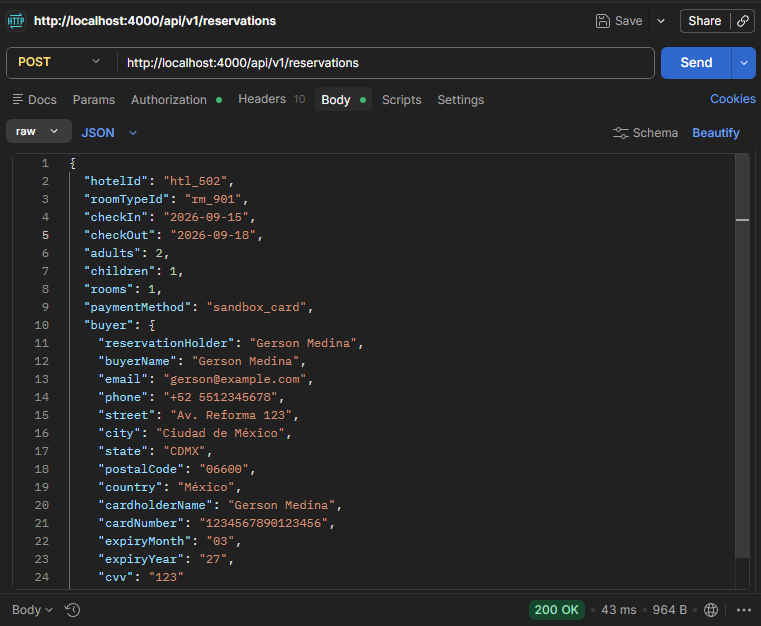 HTTP http://localhost:4000/api/v1/reservations Save Share
POST http://localhost:4000/api/v1/reservations Send
Docs Params Authorization Headers 10 Body Scripts Settings Cookies
raw JSON Schema Beautify
1 {
2 "hotelId": "htl_502",
3 "roomTypeId": "rm_901",
4 "checkIn": "2026-09-15",
5 "checkOut": "2026-09-18",
6 "adults": 2,
7 "children": 1,
8 "rooms": 1,
9 "paymentMethod": "sandbox_card",
10 "buyer": {
11 "reservationHolder": "Gerson Medina",
12 "buyerName": "Gerson Medina",
13 "email": "gerson@example.com",
14 "phone": "+52 5512345678",
15 "street": "Av. Reforma 123",
16 "city": "Ciudad de México",
17 "state": "CDMX",
18 "postalCode": "06600",
19 "country": "México",
20 "cardholderName": "Gerson Medina",
21 "cardNumber": "1234567890123456",
22 "expiryMonth": "03",
23 "expiryYear": "27",
24 "cvv": "123"
Body 200 OK • 43 ms • 964 B •